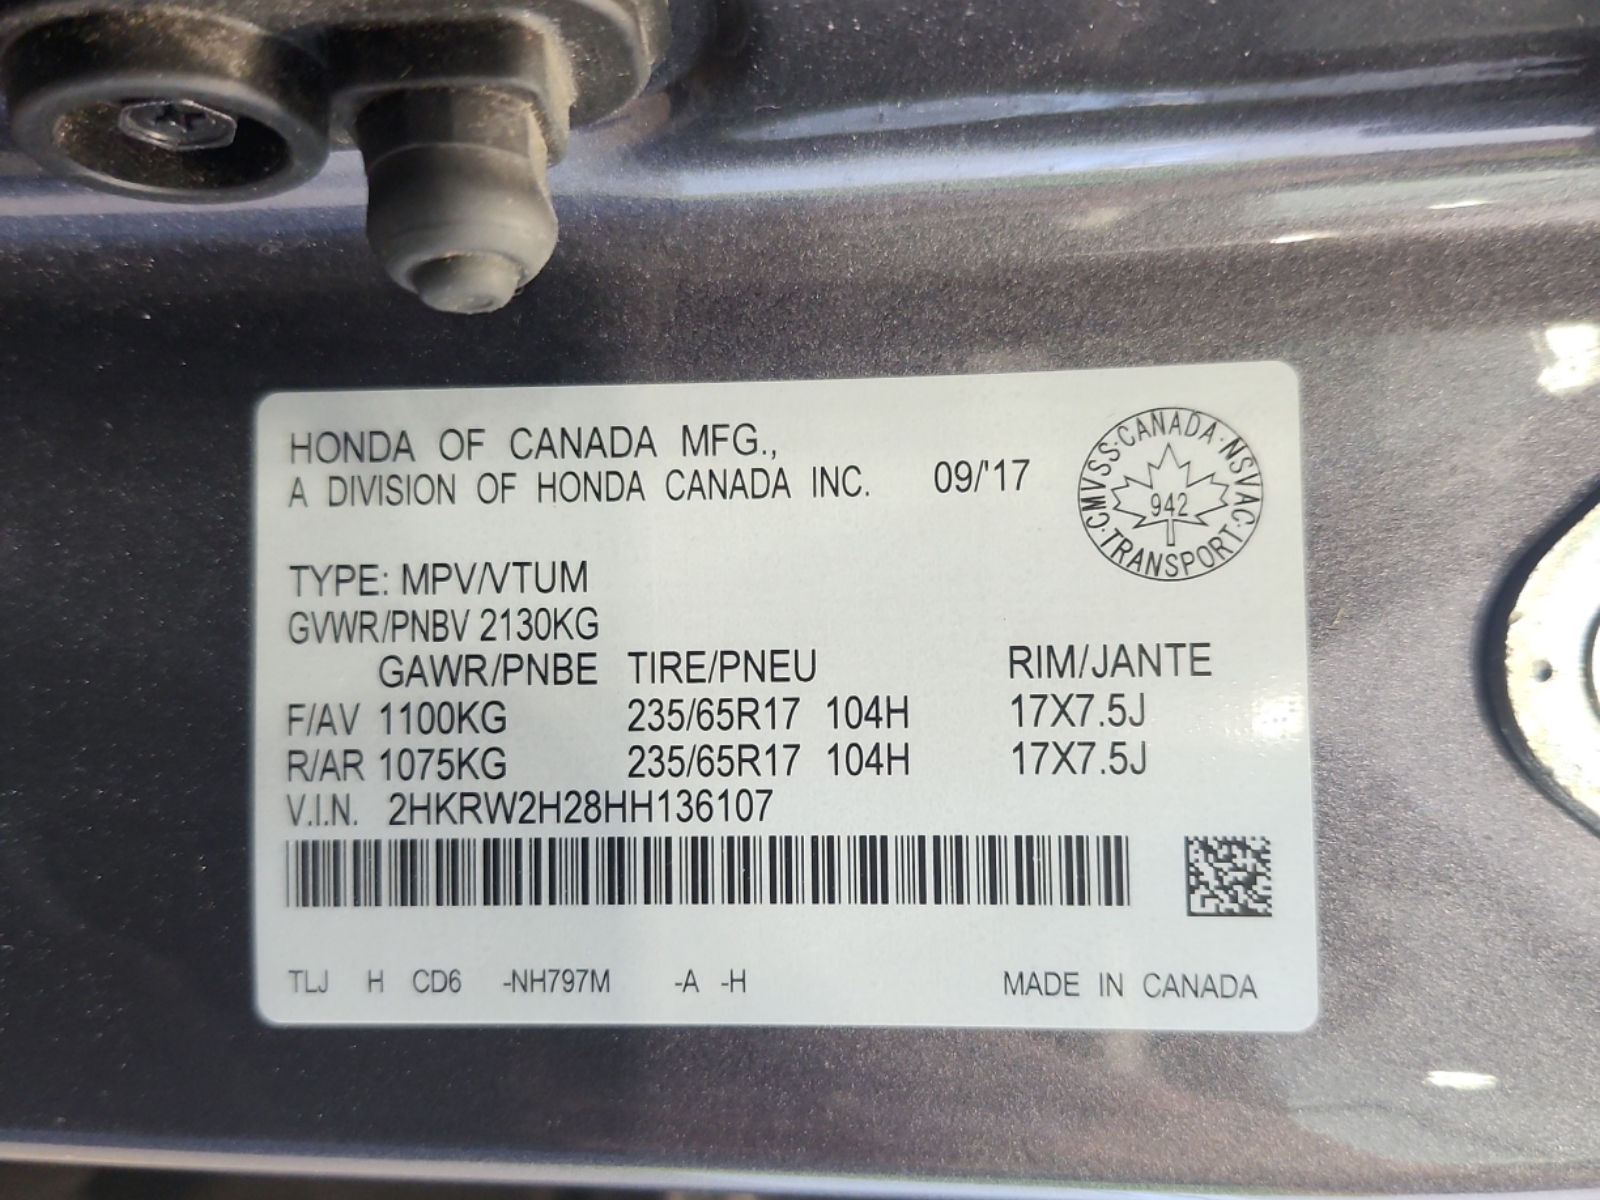 HONDA OF CANADA MFG.,
A DIVISION OF HONDA CANADA INC. 09/'17
CMVSS·CANADA·NSVAC·TRANSPORT·
942
TYPE: MPV/VTUM
GVWR/PNBV 2130KG
GAWR/PNBE TIRE/PNEU RIM/JANTE
F/AV 1100KG 235/65R17 104H 17X7.5J
R/AR 1075KG 235/65R17 104H 17X7.5J
V.I.N. 2HKRW2H28HH136107
TLJ H CD6 -NH797M -A -H MADE IN CANADA